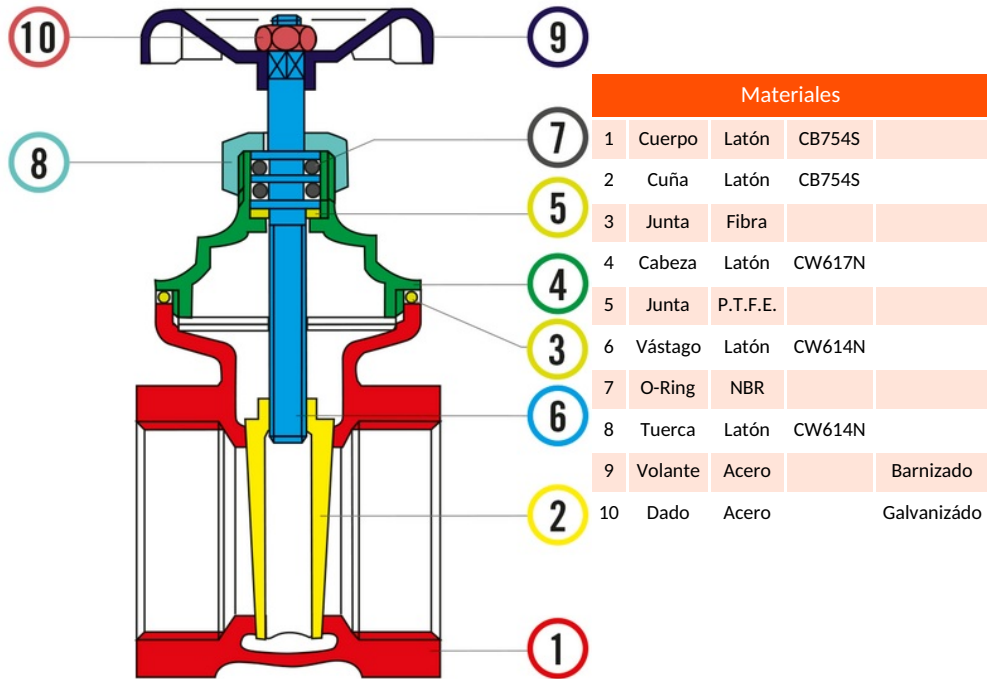 10
9
8
7
5
4
3
6
2
1
Materiales
1 Cuerpo Latón CB754S
2 Cuña Latón CB754S
3 Junta Fibra
4 Cabeza Latón CW617N
5 Junta P.T.F.E.
6 Vástago Latón CW614N
7 O-Ring NBR
8 Tuerca Latón CW614N
9 Volante Acero Barnizado
10 Dado Acero Galvanizádo